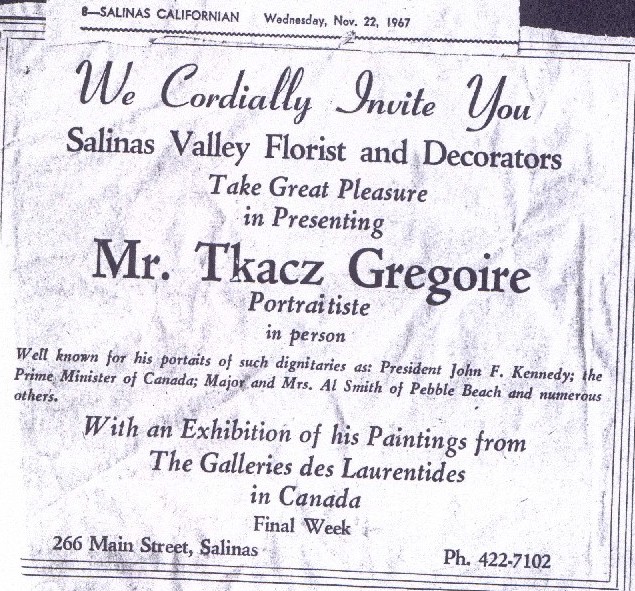 8—SALINAS CALIFORNIAN Wednesday, Nov. 22, 1967
We Cordially Invite You
Salinas Valley Florist and Decorators
Take Great Pleasure
in Presenting
Mr. Tkacz Gregoire
Portraitiste
in person
Well known for his portaits of such dignitaries as: President John F. Kennedy; the
Prime Minister of Canada; Major and Mrs. Al Smith of Pebble Beach and numerous
others.
With an Exhibition of his Paintings from
The Galleries des Laurentides
in Canada
Final Week
266 Main Street, Salinas Ph. 422-7102